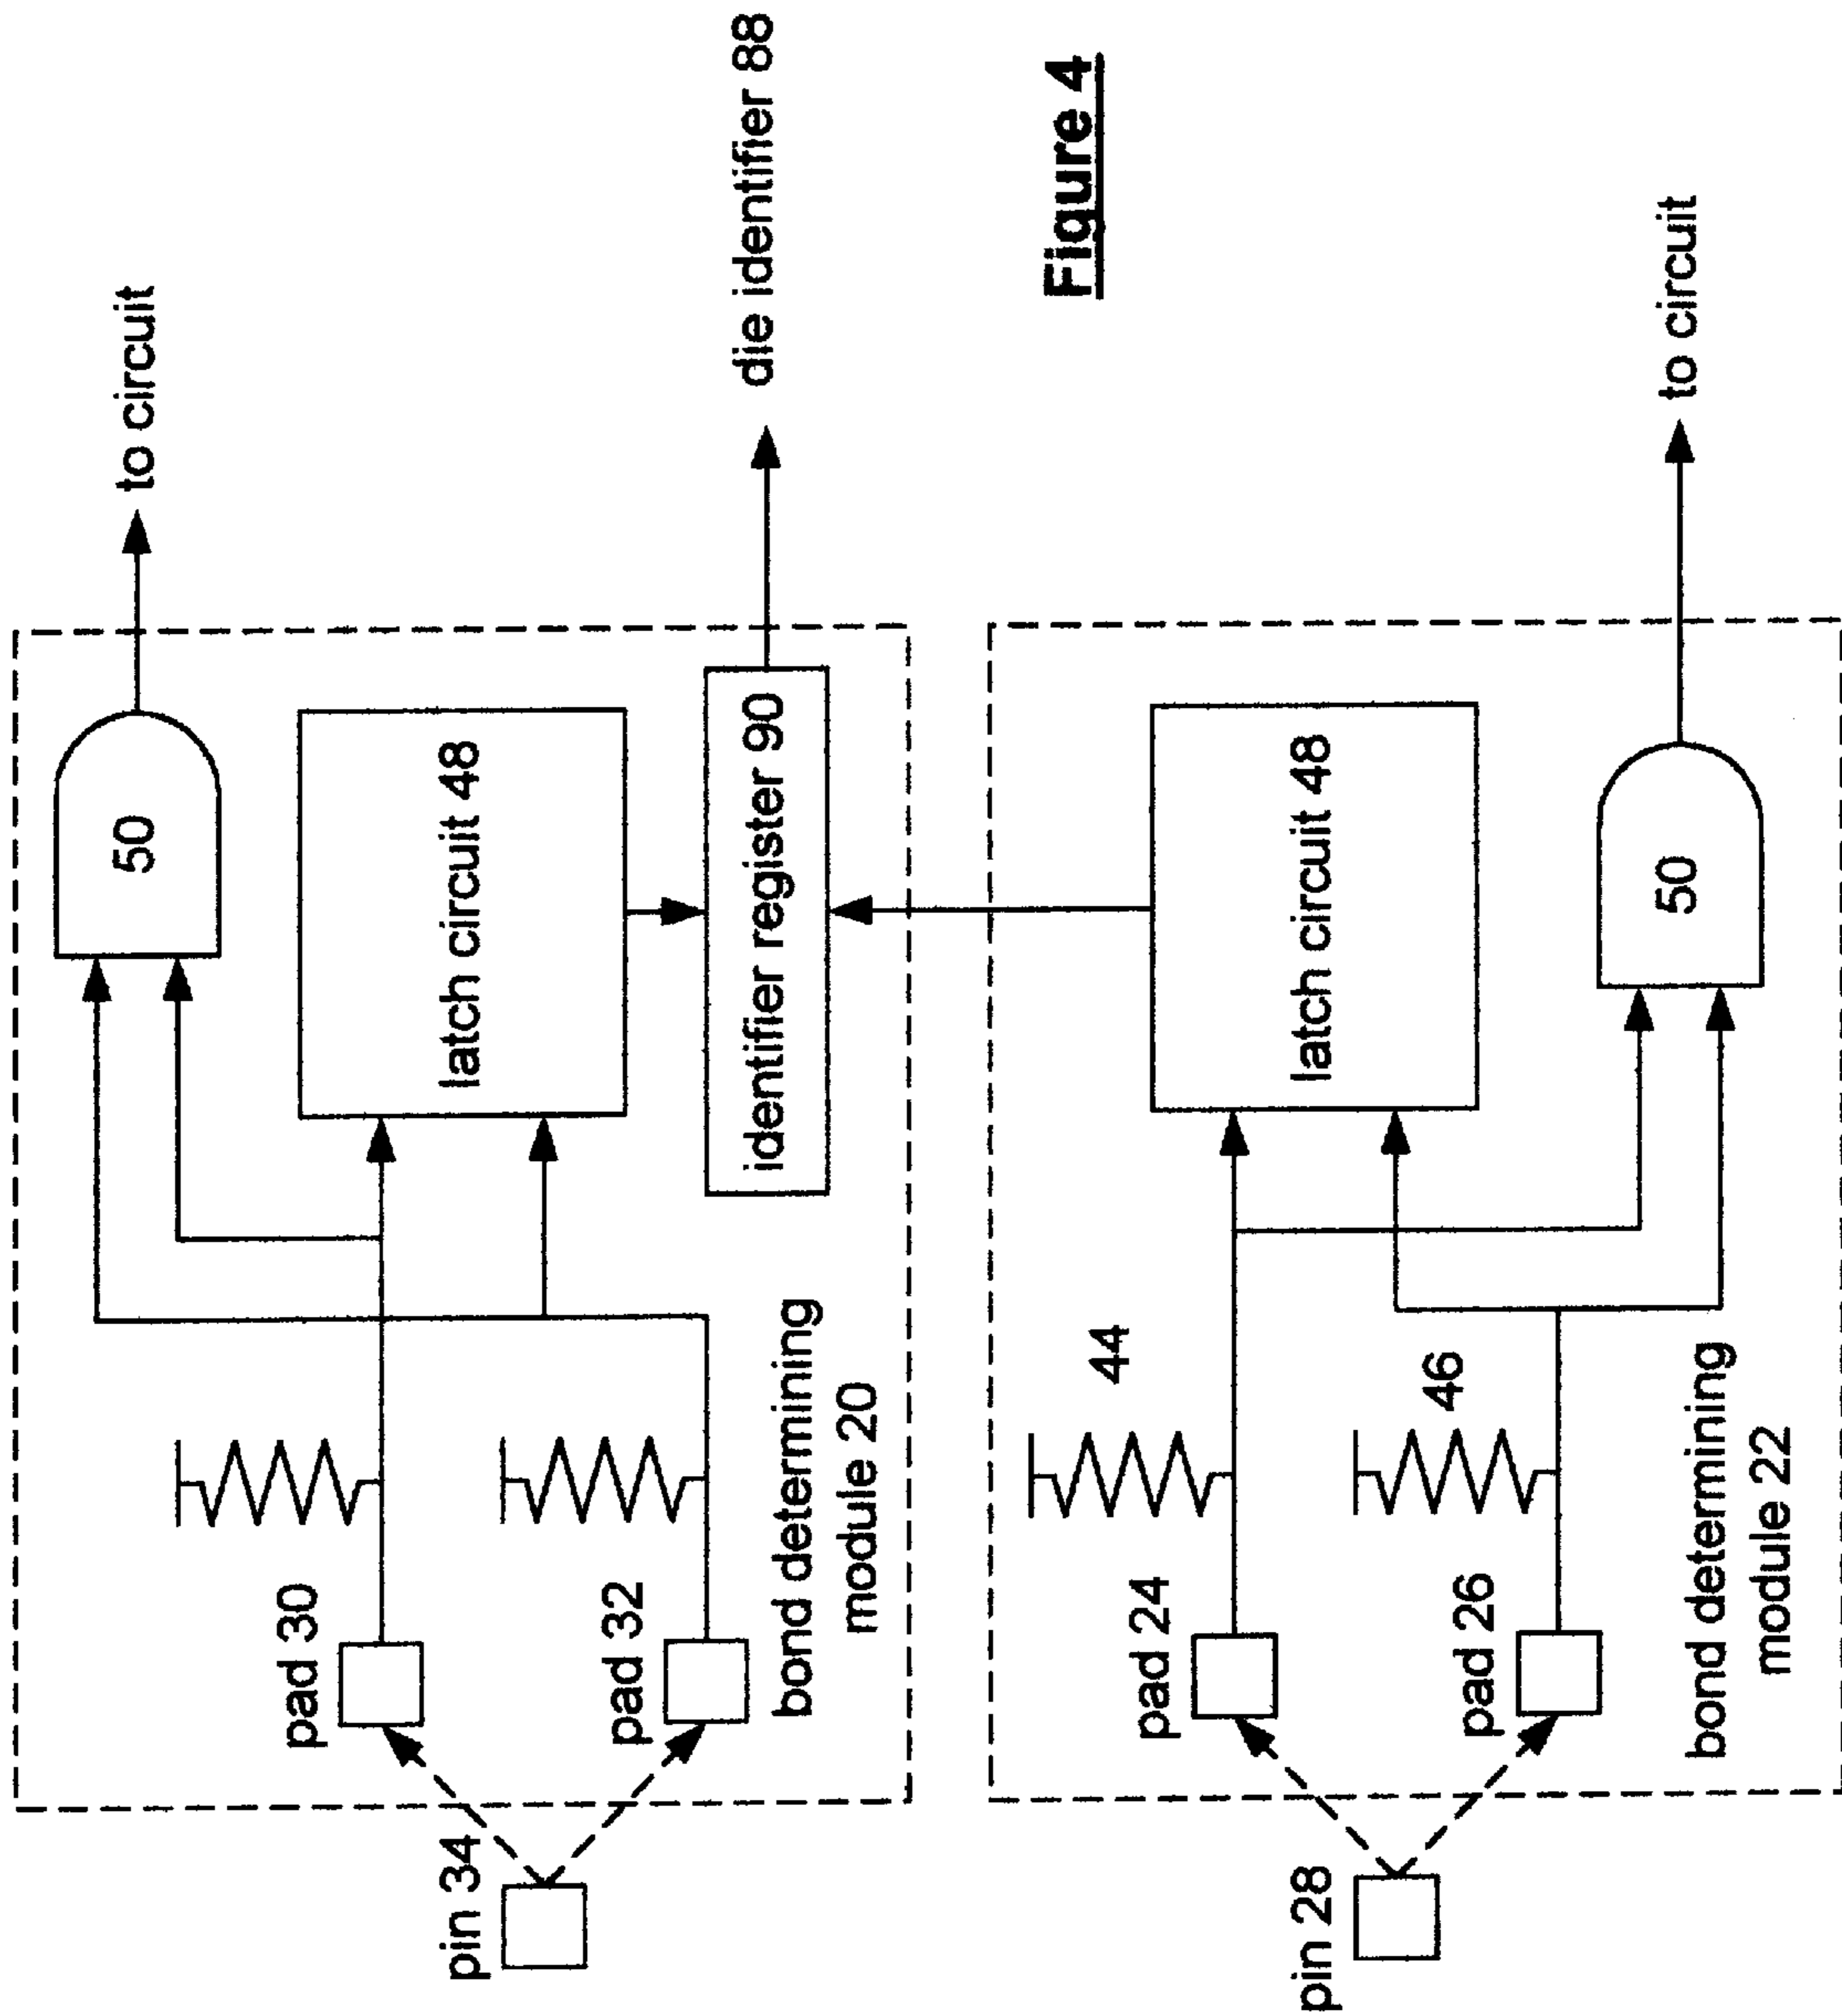 to circuit
50
latch circuit 48
die identifier 88
identifier register 90
pad 30
pad 32
pin 34
bond determining
module 20
Figure 4
latch circuit 48
44
pad 24
46
pad 26
50
to circuit
pin 28
bond determining
module 22